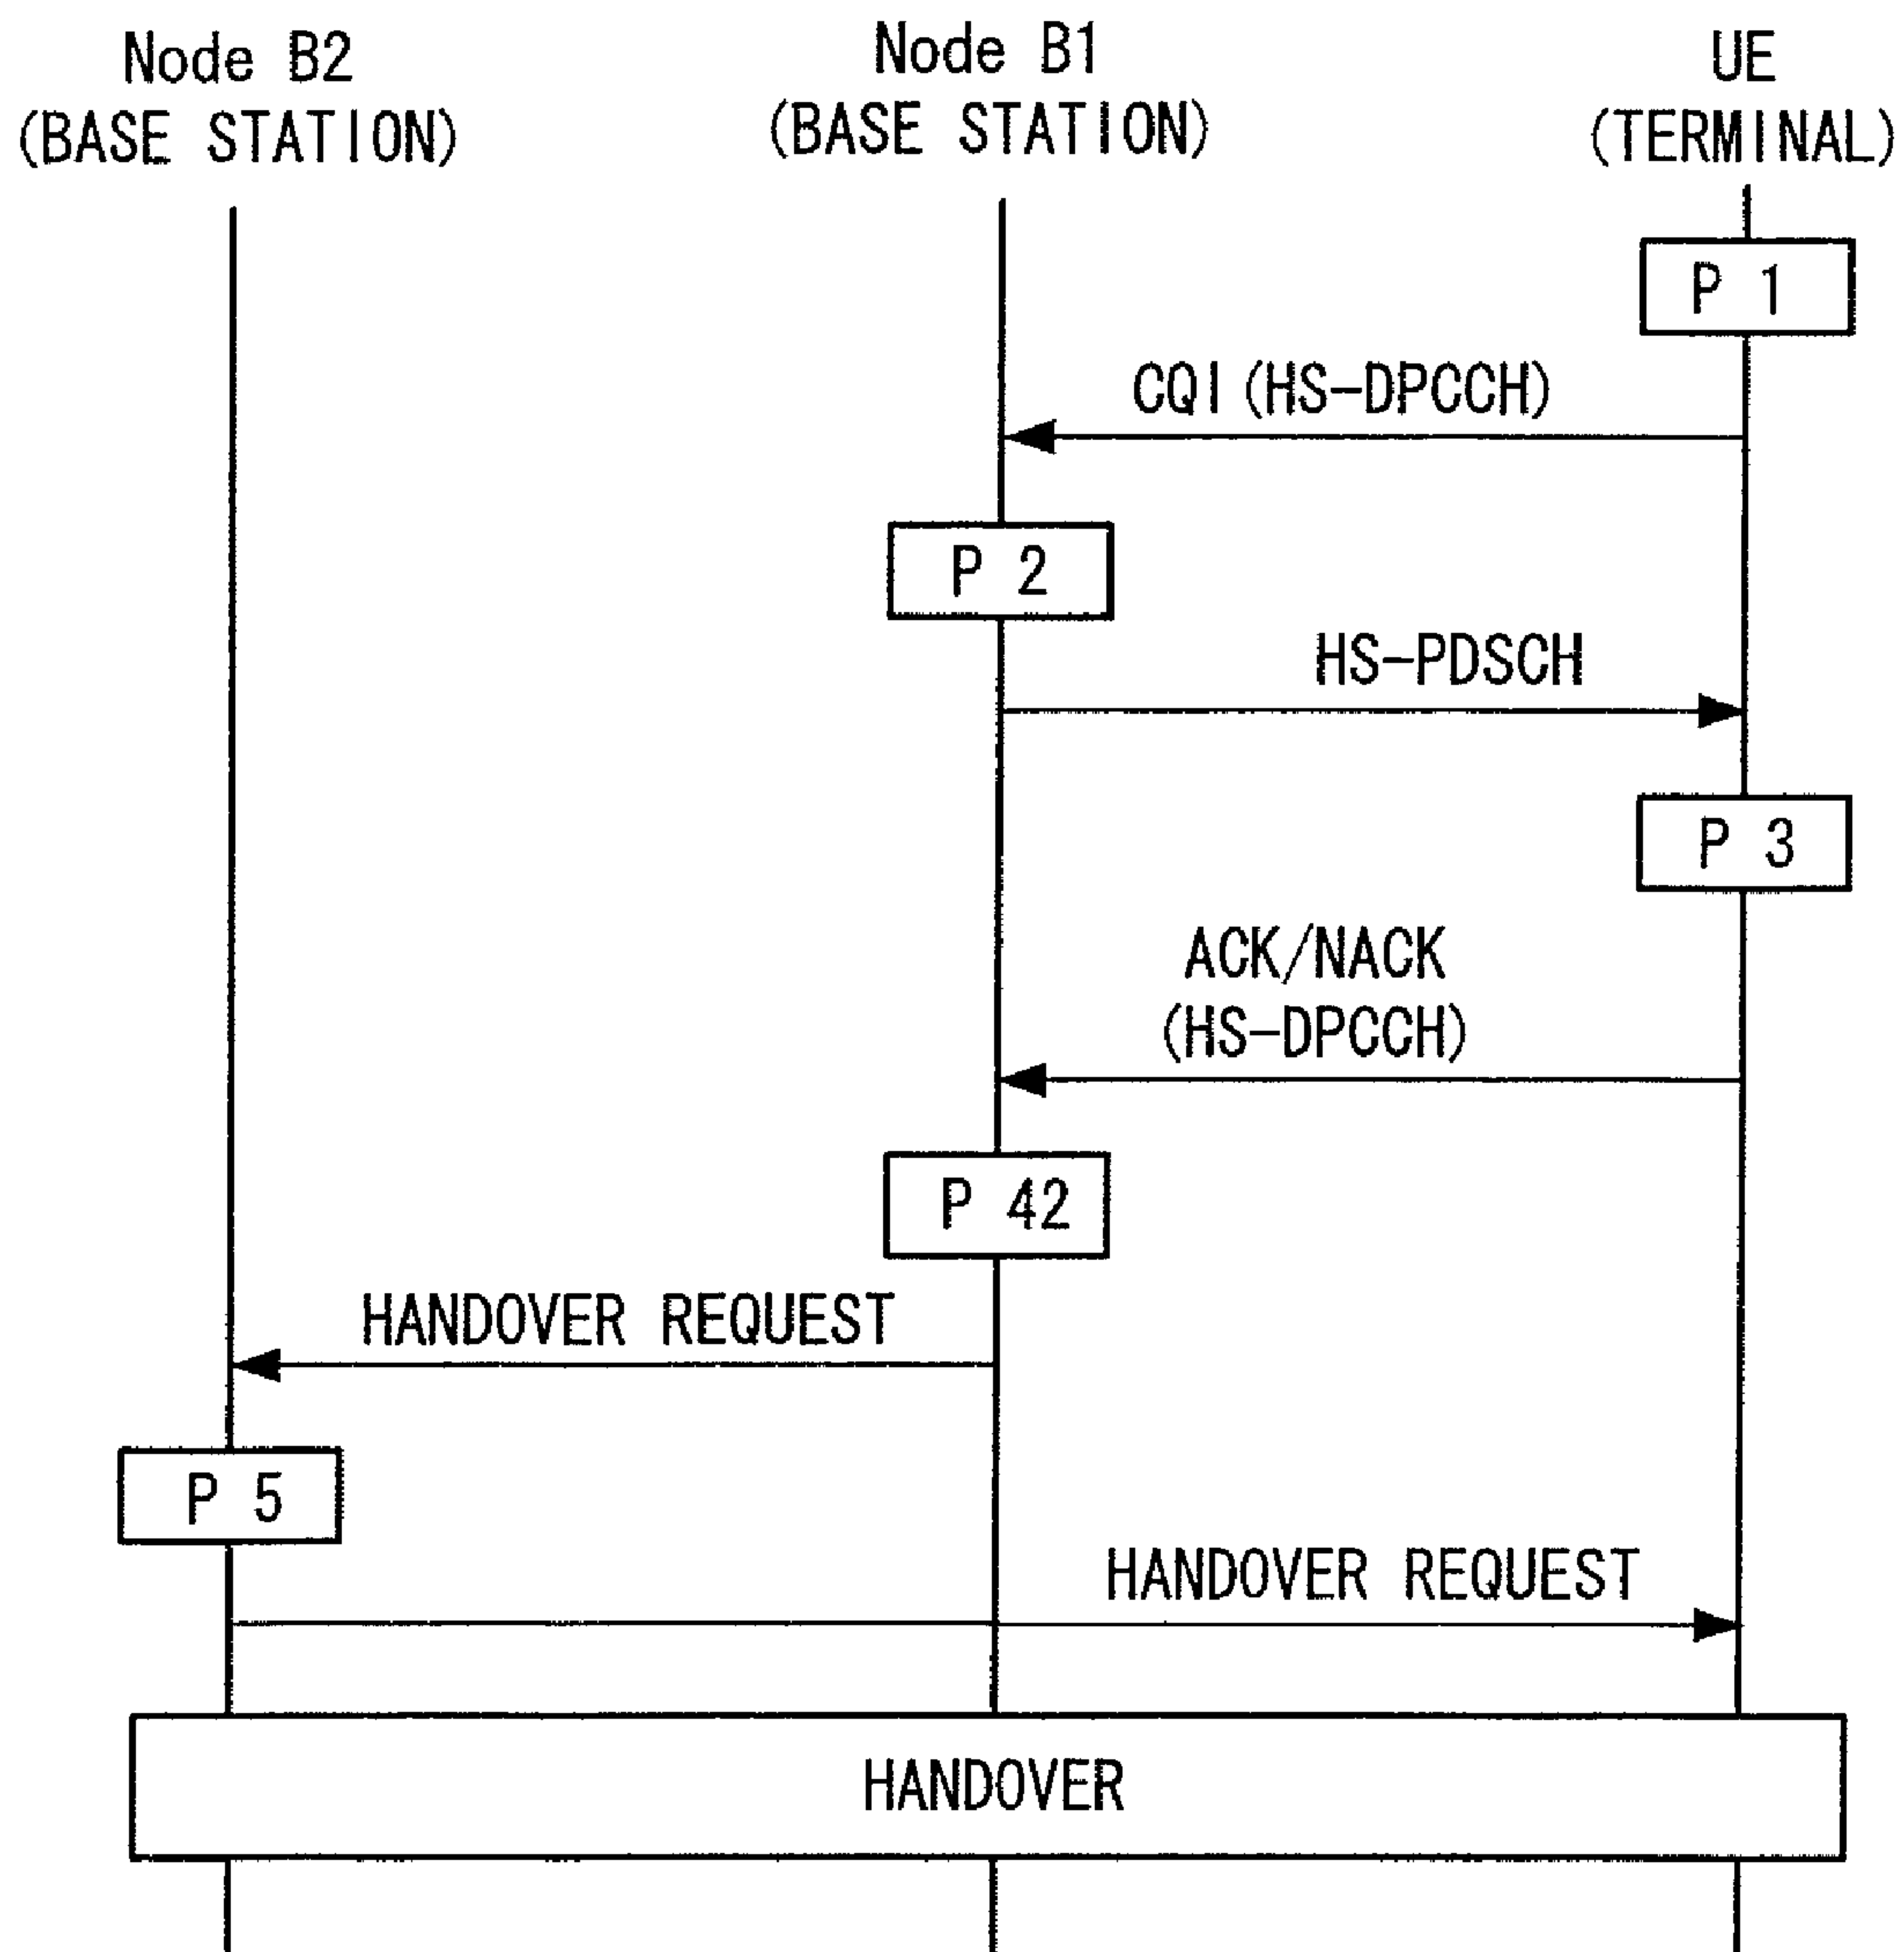 Node B2
(BASE STATION)
Node B1
(BASE STATION)
UE
(TERMINAL)
P 1
CQI (HS-DPCCH)
P 2
HS-PDSCH
P 3
ACK/NACK
(HS-DPCCH)
P 42
HANDOVER REQUEST
P 5
HANDOVER REQUEST
HANDOVER